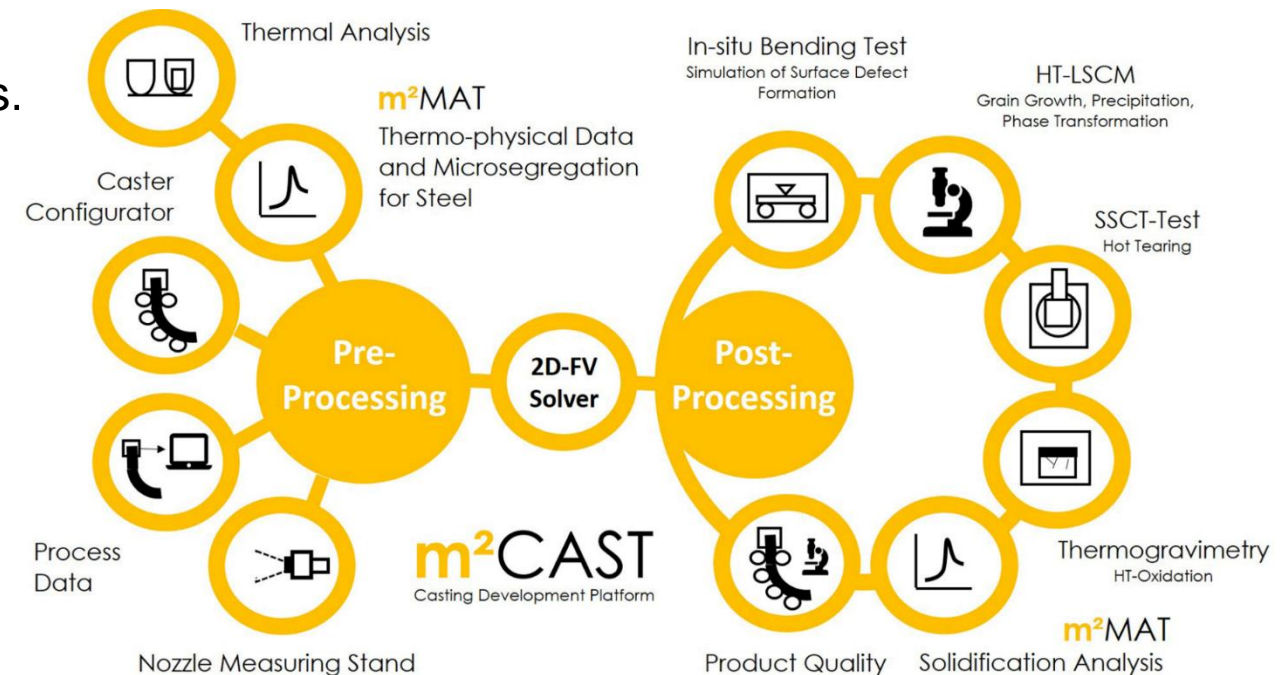 s.
Thermal Analysis
m²MAT
Thermo-physical Data
and Microsegregation
for Steel
Caster
Configurator
Pre-
Processing
Process
Data
Nozzle Measuring Stand
m²CAST
Casting Development Platform
2D-FV
Solver
Post-
Processing
In-situ Bending Test
Simulation of Surface Defect
Formation
HT-LSCM
Grain Growth, Precipitation,
Phase Transformation
SSCT-Test
Hot Tearing
Thermogravimetry
HT-Oxidation
m²MAT
Solidification Analysis
Product Quality